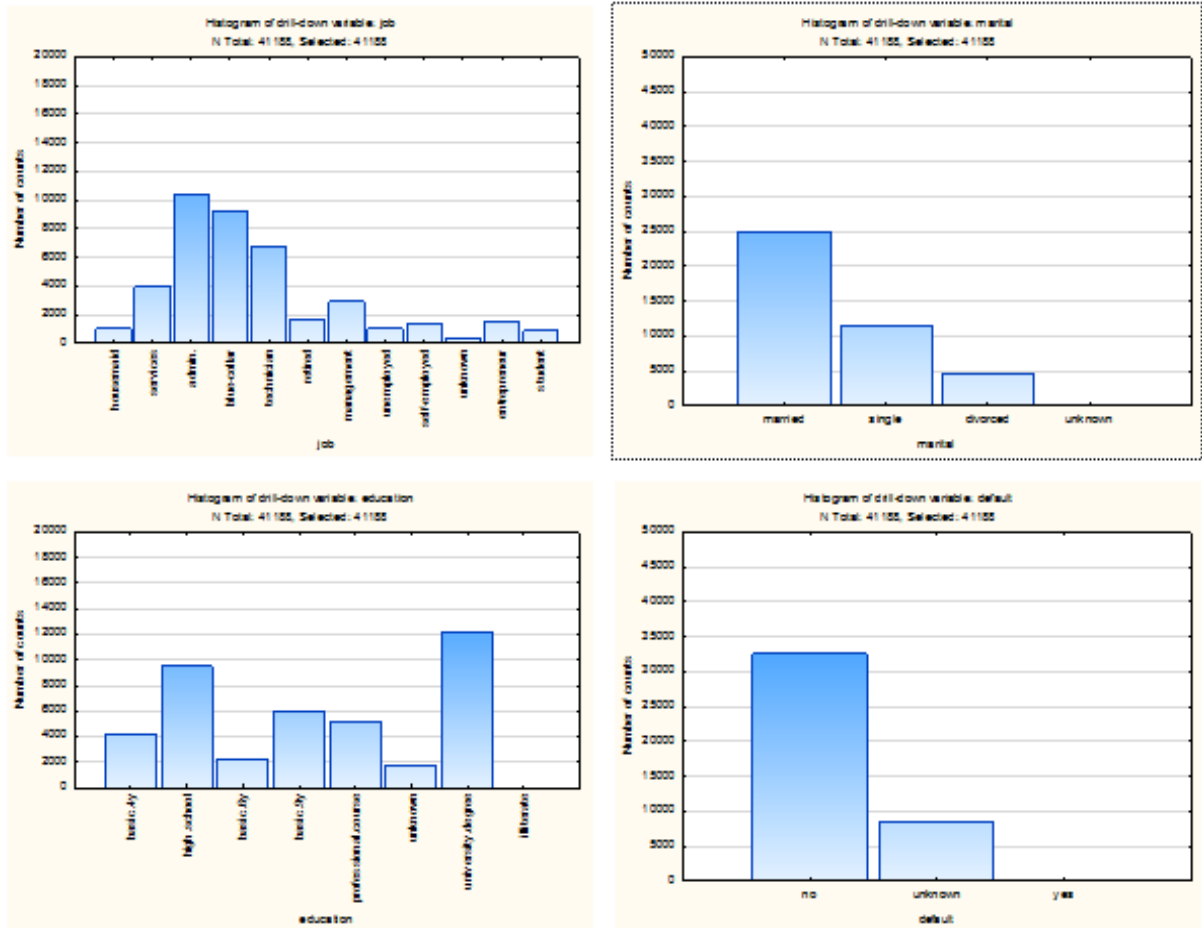 Histogram of drill-down variable: job
N Total: 41188, Selected: 41188
20000
18000
16000
14000
12000
10000
8000
6000
4000
2000
0
Number of counts
housemaid
services
admin.
blue-collar
technician
retired
management
unemployed
self-employed
unknown
entrepreneur
student
job
Histogram of drill-down variable: marital
N Total: 41188, Selected: 41188
50000
45000
40000
35000
30000
25000
20000
15000
10000
5000
0
Number of counts
married
single
divorced
unknown
marital
Histogram of drill-down variable: education
N Total: 41188, Selected: 41188
20000
18000
16000
14000
12000
10000
8000
6000
4000
2000
0
Number of counts
basic.4y
high.school
basic.6y
basic.9y
professional.course
unknown
university.degree
illiterate
education
Histogram of drill-down variable: default
N Total: 41188, Selected: 41188
50000
45000
40000
35000
30000
25000
20000
15000
10000
5000
0
Number of counts
no
unknown
yes
default